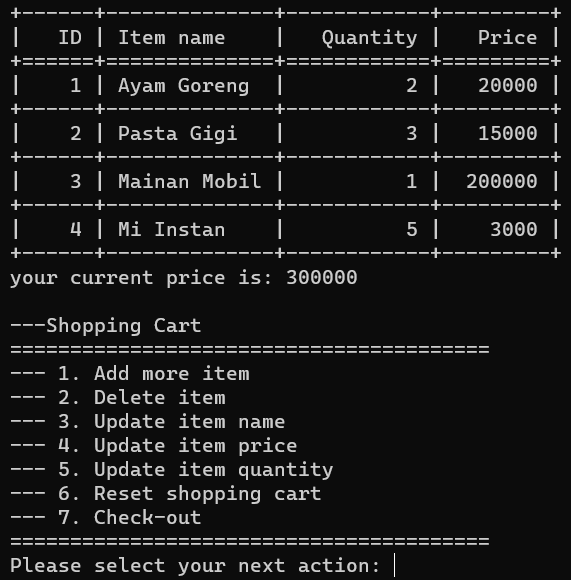 +------+--------------+------------+---------+
|   ID | Item name    |   Quantity |   Price |
+======+==============+============+=========+
|    1 | Ayam Goreng  |          2 |   20000 |
+------+--------------+------------+---------+
|    2 | Pasta Gigi   |          3 |   15000 |
+------+--------------+------------+---------+
|    3 | Mainan Mobil |          1 |  200000 |
+------+--------------+------------+---------+
|    4 | Mi Instan    |          5 |    3000 |
+------+--------------+------------+---------+
your current price is: 300000

---Shopping Cart
========================================
--- 1. Add more item
--- 2. Delete item
--- 3. Update item name
--- 4. Update item price
--- 5. Update item quantity
--- 6. Reset shopping cart
--- 7. Check-out
========================================
Please select your next action: